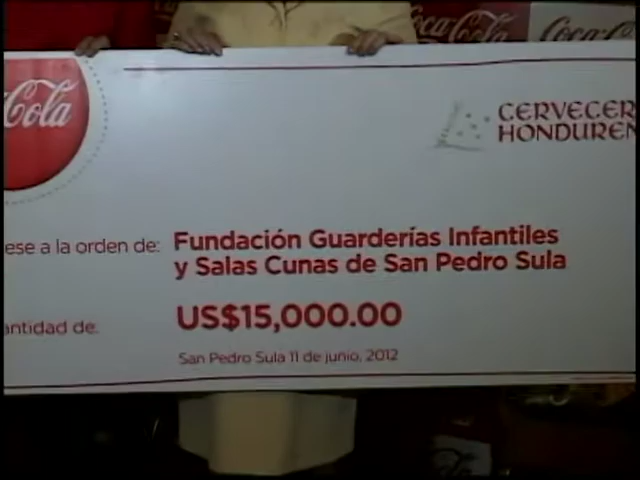 Coca-Cola
Coca-Cola
Cola
CERVECER
HONDUREN
ese a la orden de:
Fundación Guarderías Infantiles
y Salas Cunas de San Pedro Sula
antidad de:
US$15,000.00
San Pedro Sula 11 de junio, 2012